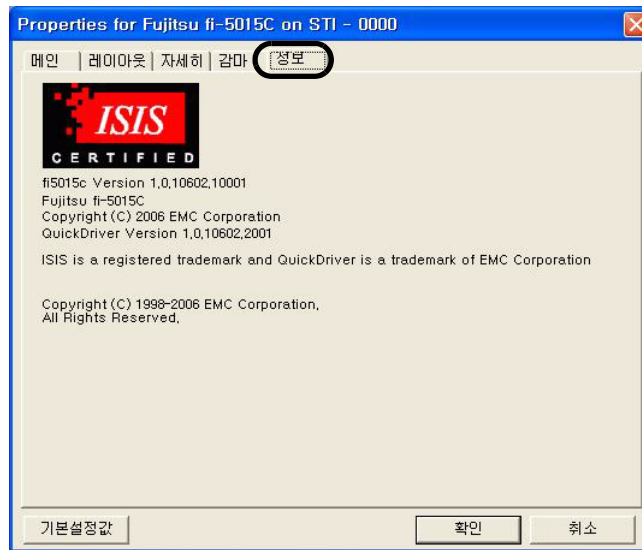 Properties for Fujitsu fi-5015C on STI - 0000
메인 레이아웃 자세히 감마 정보
ISIS
CERTIFIED
fi5015c Version 1,0,10602,10001
Fujitsu fi-5015C
Copyright (C) 2006 EMC Corporation
QuickDriver Version 1,0,10602,2001
ISIS is a registered trademark and QuickDriver is a trademark of EMC Corporation
Copyright (C) 1998-2006 EMC Corporation,
All Rights Reserved,
기본설정값 확인 취소